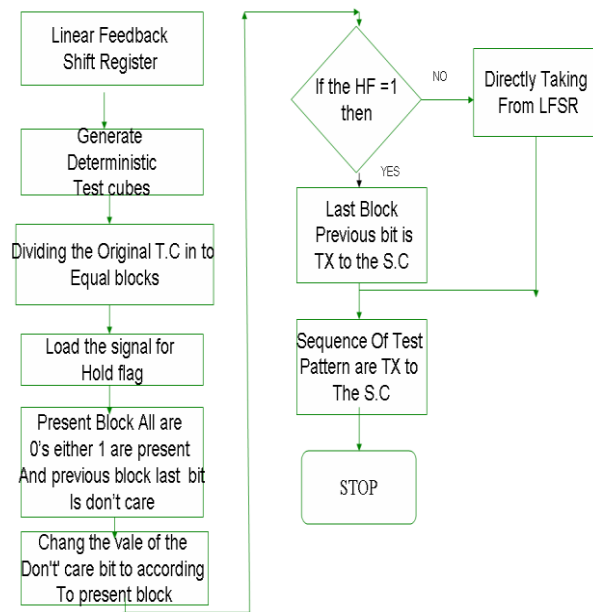 Linear Feedback
Shift Register
Generate
Deterministic
Test cubes
Dividing the Original T.C in to
Equal blocks
Load the signal for
Hold flag
Present Block All are
0's either 1 are present
And previous block last bit
Is don't care
Chang the vale of the
Don't' care bit to according
To present block
If the HF =1
then
NO
Directly Taking
From LFSR
YES
Last Block
Previous bit is
TX to the S.C
Sequence Of Test
Pattern are TX to
The S.C
STOP